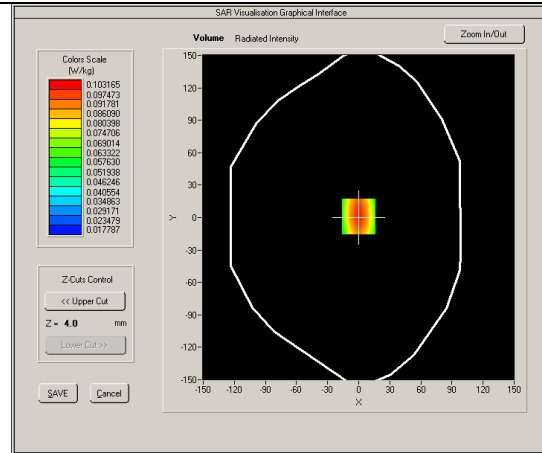 SAR Visualisation Graphical Interface
Volume Radiated Intensity
Zoom In/Out
Colors Scale
(W/kg)
0.103165
0.097473
0.091781
0.086090
0.080398
0.074706
0.069014
0.063322
0.057630
0.051938
0.046246
0.040554
0.034863
0.029171
0.023479
0.017787
Z-Cuts Control
<< Upper Cut
Z = 4.0 mm
Lower Cut >>
SAVE Cancel
150
120
90
60
30
Y 0
-30
-60
-90
-120
-150
-150 -120 -90 -60 -30 0 30 60 90 120 150
X